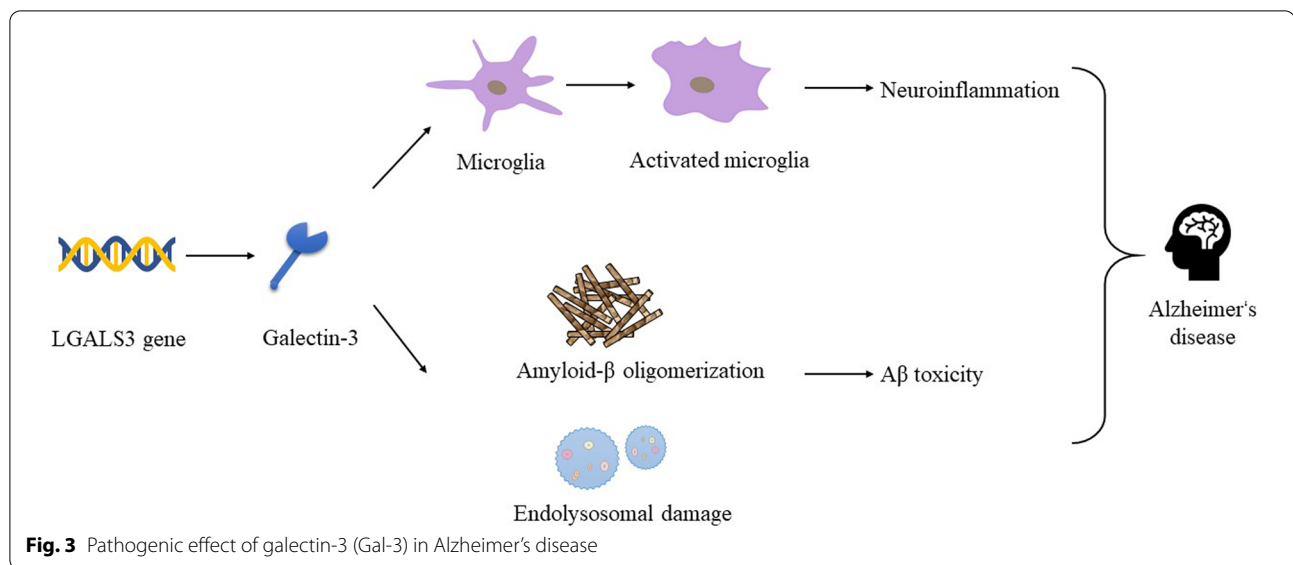 Microglia
Activated microglia
Neuroinflammation
LGALS3 gene
Galectin-3
Amyloid-β oligomerization
Aβ toxicity
Alzheimer‘s
disease
Endolysosomal damage
Fig. 3 Pathogenic effect of galectin-3 (Gal-3) in Alzheimer’s disease